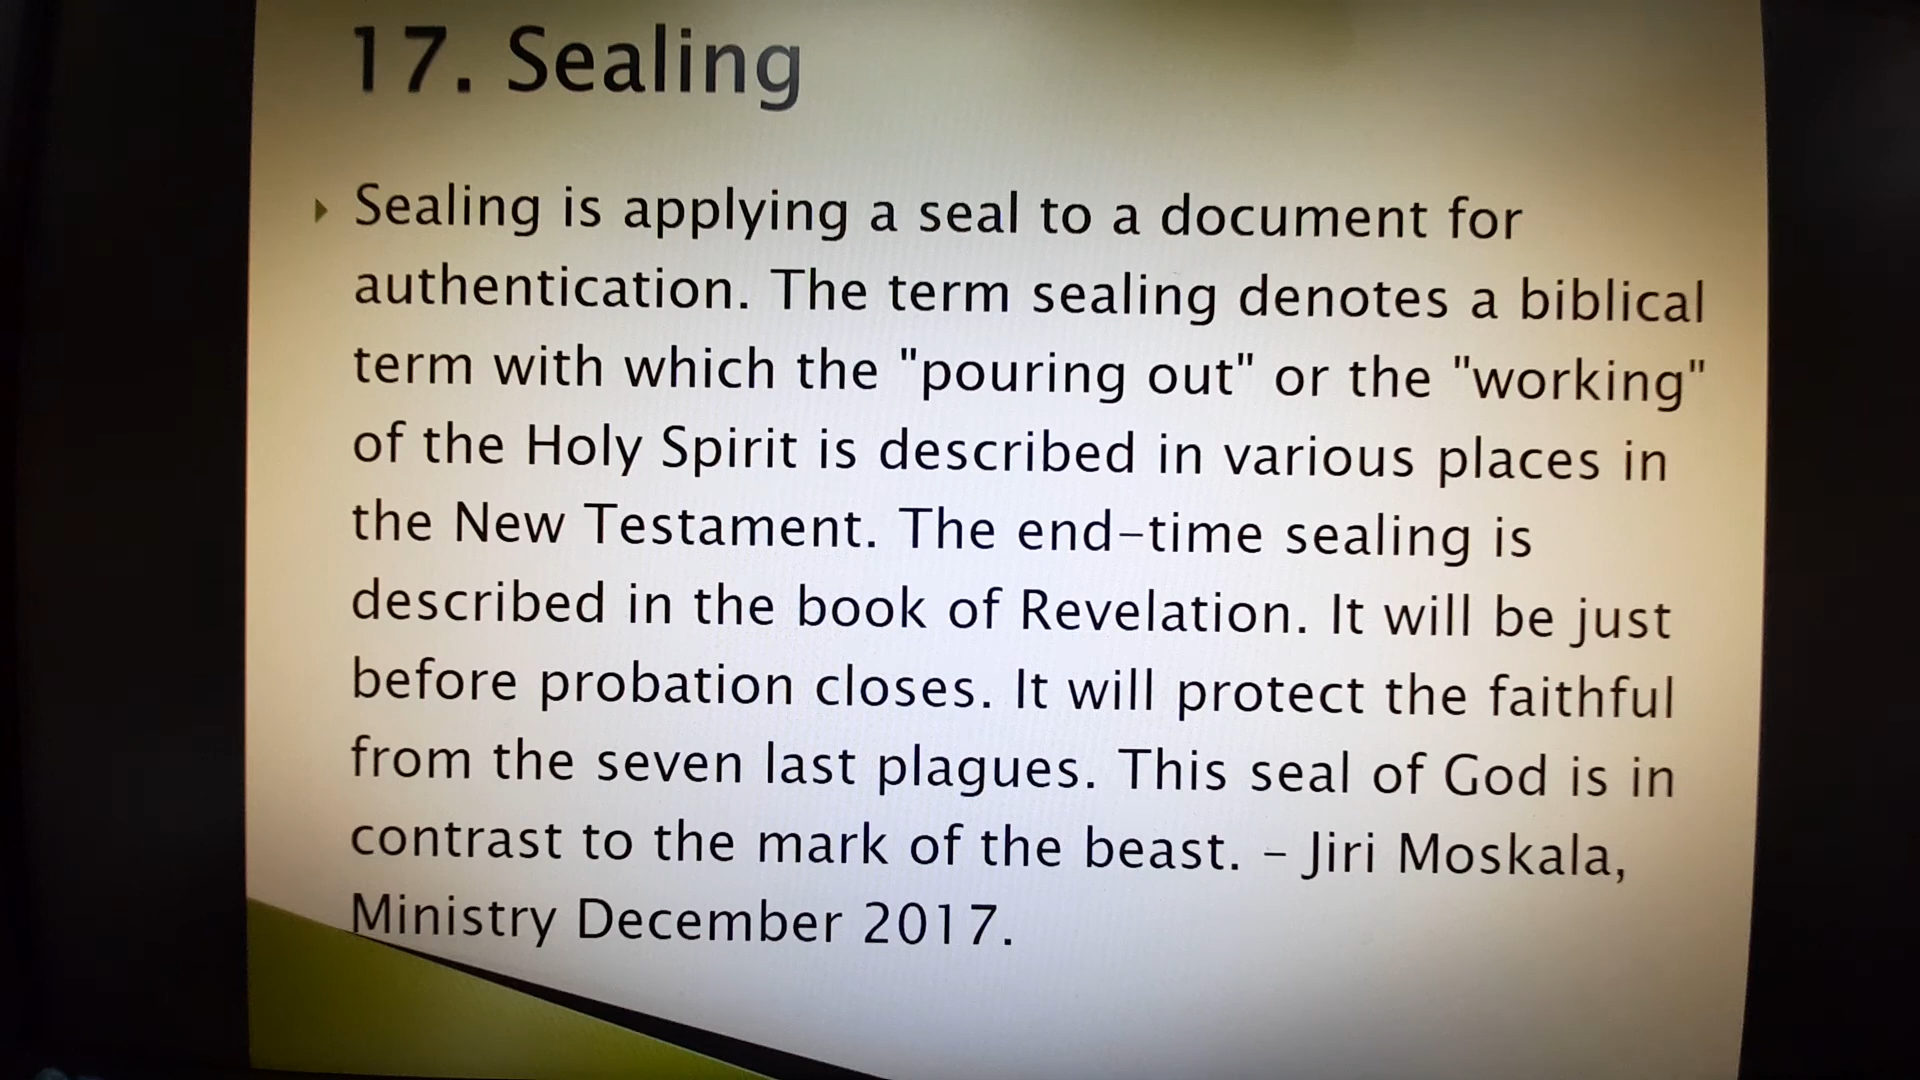 17. Sealing
Sealing is applying a seal to a document for
authentication. The term sealing denotes a biblical
term with which the "pouring out" or the "working"
of the Holy Spirit is described in various places in
the New Testament. The end-time sealing is
described in the book of Revelation. It will be just
before probation closes. It will protect the faithful
from the seven last plagues. This seal of God is in
contrast to the mark of the beast. – Jiri Moskala,
Ministry December 2017.